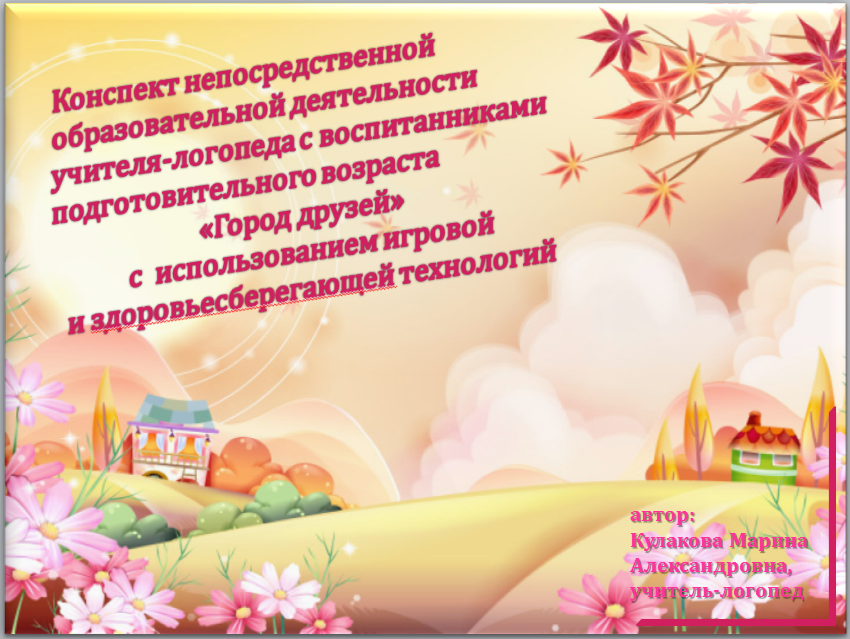 Конспект непосредственной
образовательной деятельности
учителя-логопеда с воспитанниками
подготовительного возраста
«Город друзей»
с использованием игровой
и здоровьесберегающей технологий
автор:
Кулакова Марина
Александровна,
учитель-логопед